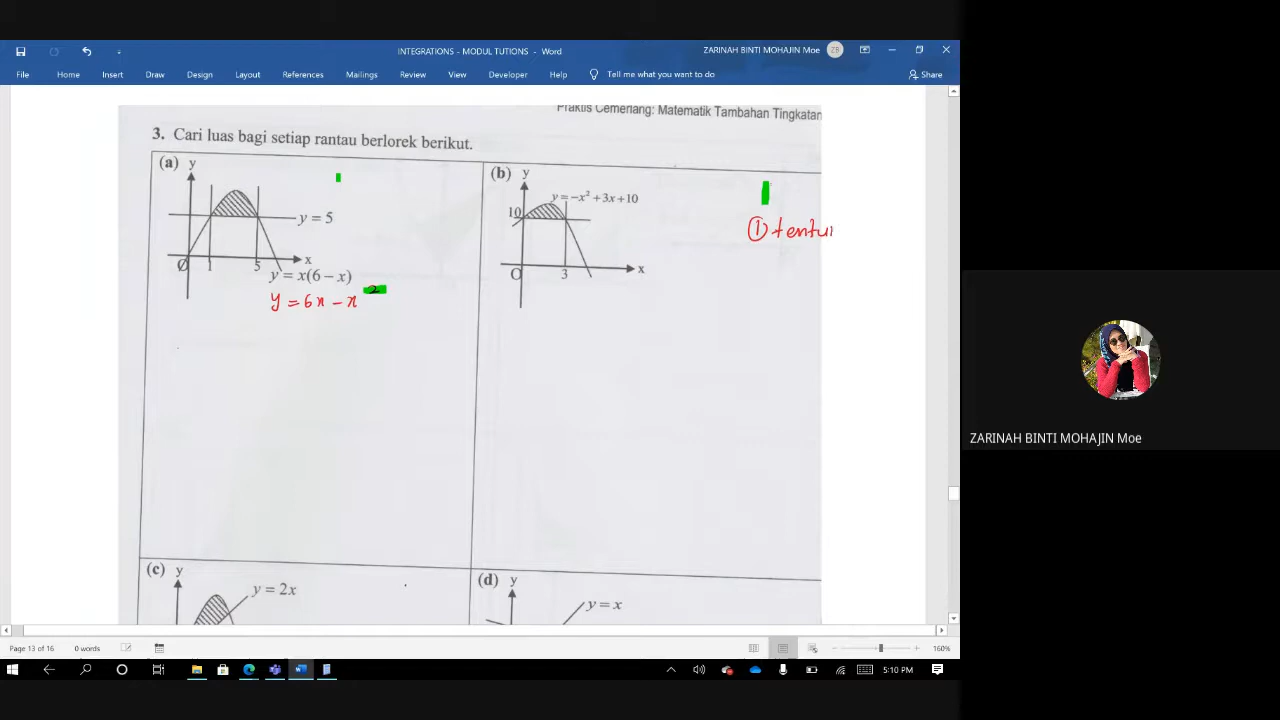 INTEGRATIONS - MODUL TUTIONS - Word
ZARINAH BINTI MOHAJIN Moe
ZB
File Home Insert Draw Design Layout References Mailings Review View Developer Help Tell me what you want to do Share
Praktis Cemerlang: Matematik Tambahan Tingkatan
3. Cari luas bagi setiap rantau berlorek berikut.
(a) y
y = 5
O 1 5 x
y = x(6 – x)
y = 6x – x²
(b) y
y = –x² + 3x + 10
10
O 3 x
① tentu
(c) y
y = 2x
(d) y
y = x
ZARINAH BINTI MOHAJIN Moe
Page 13 of 16 0 words 160%
5:10 PM